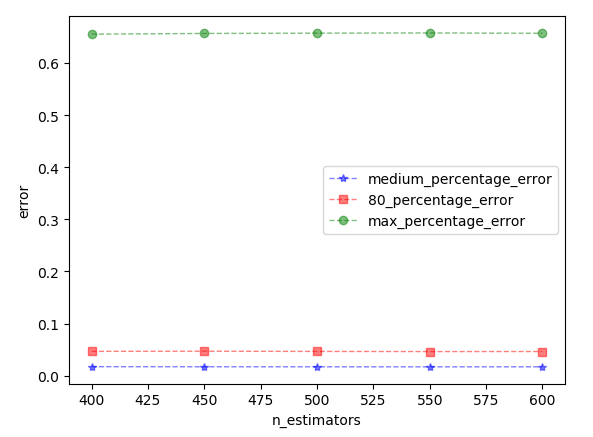 0.6
0.5
0.4
0.3
0.2
0.1
0.0
error
medium_percentage_error
80_percentage_error
max_percentage_error
400 425 450 475 500 525 550 575 600
n_estimators